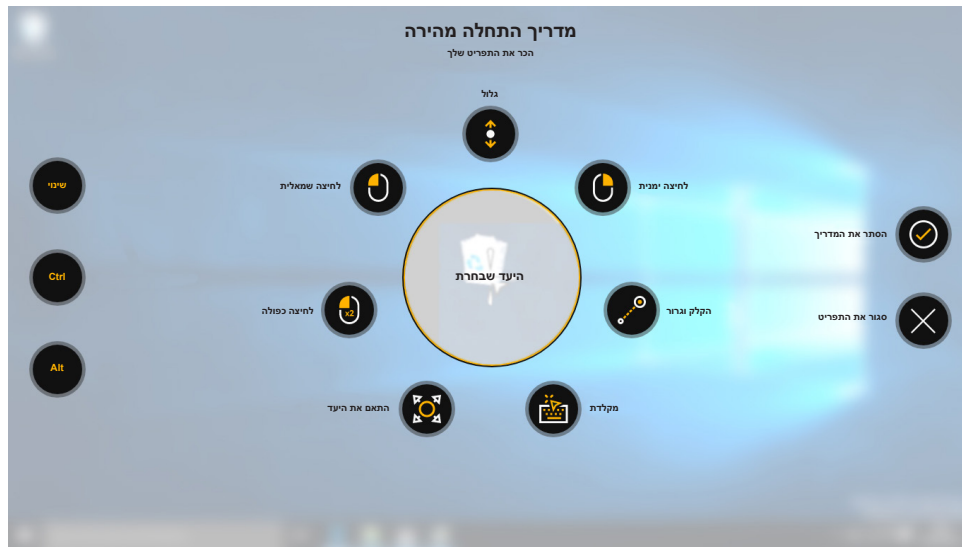 מדריך התחלה מהירה
הכר את התפריט שלך
גלול
לחיצה ימנית
לחיצה שמאלית
שינוי
הסתר את המדריך
היעד שבחרת
Ctrl
הקלק וגרור
לחיצה כפולה
x2
סגור את התפריט
Alt
מקלדת
התאם את היעד